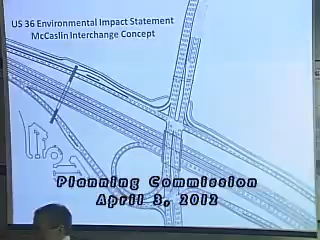 US 36 Environmental Impact Statement
McCaslin Interchange Concept
Planning Commission
April 3, 2012